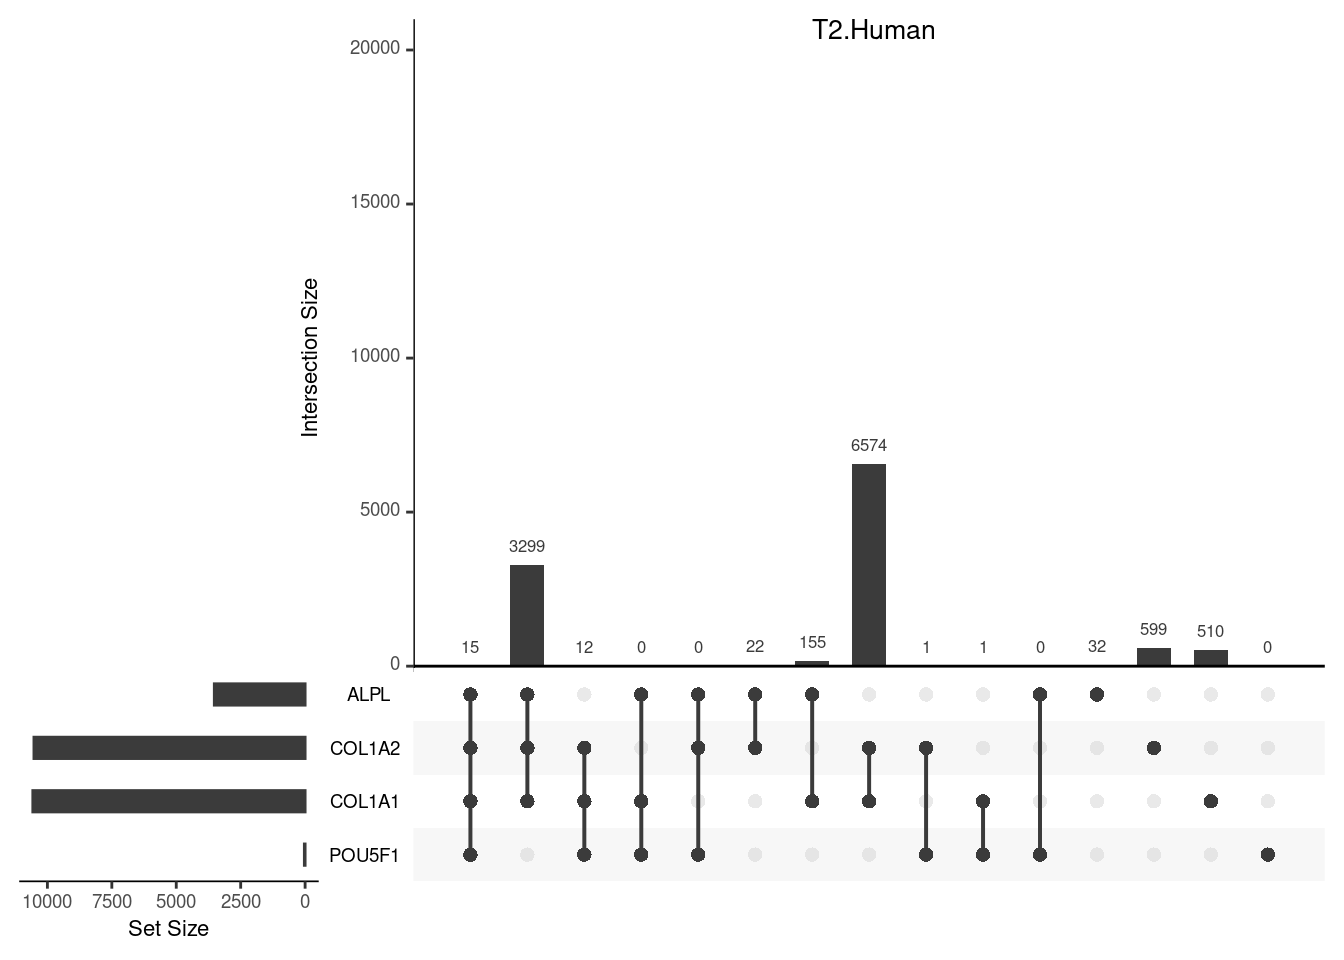 T2.Human
20000
15000
10000
5000
0
Intersection Size
15 3299 12 0 0 22 155 6574 1 1 0 32 599 510 0
ALPL
COL1A2
COL1A1
POU5F1
10000 7500 5000 2500 0
Set Size